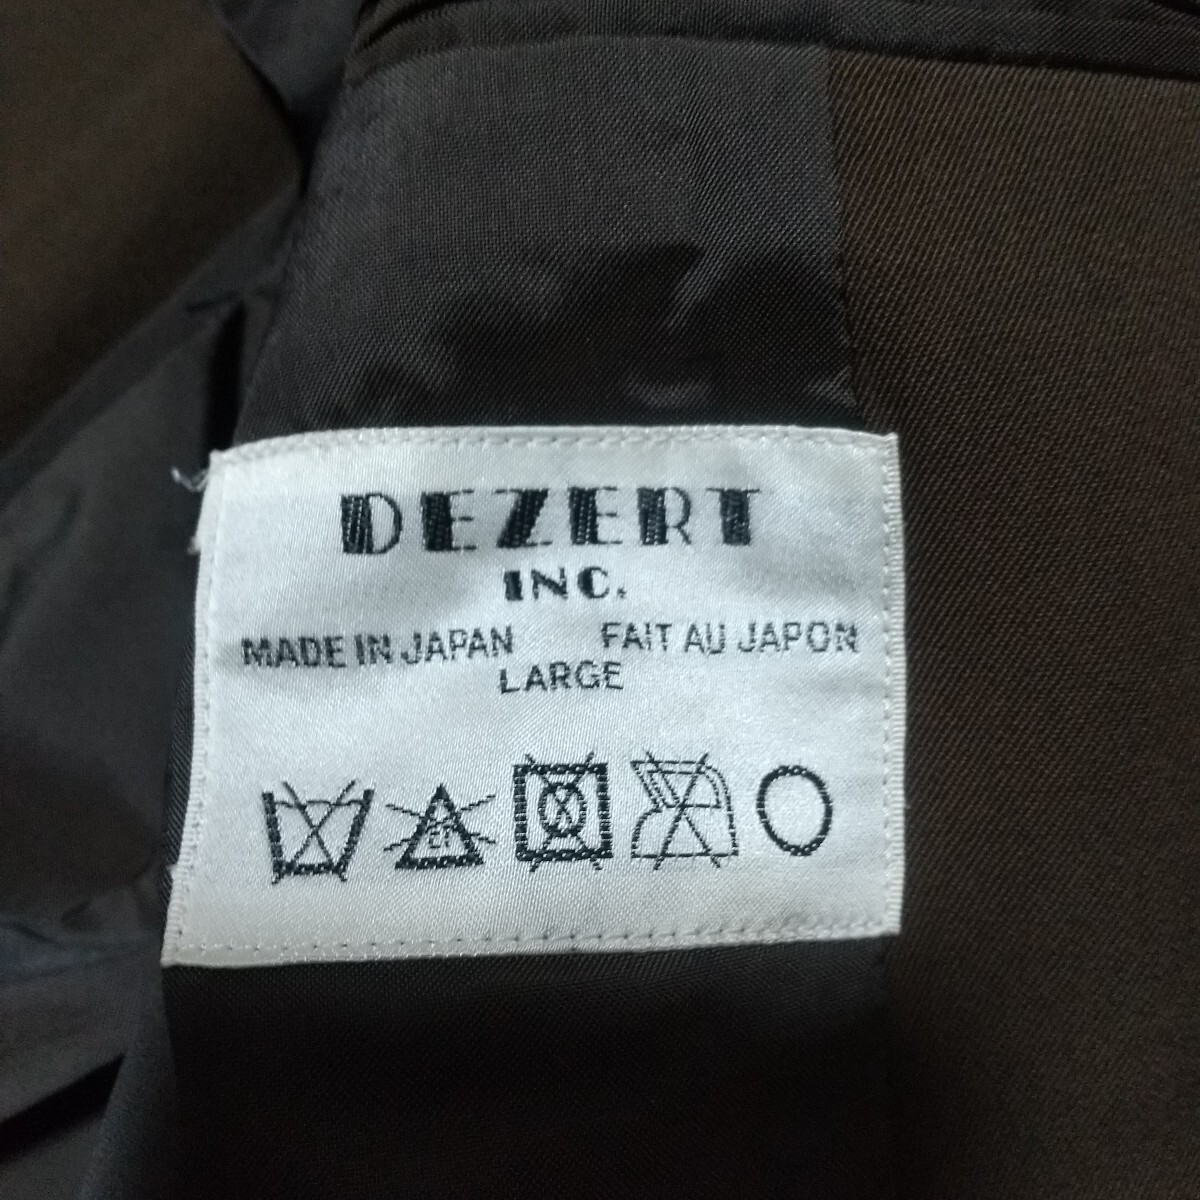 DEZERT
INC.
MADE IN JAPAN FAIT AU JAPON
LARGE